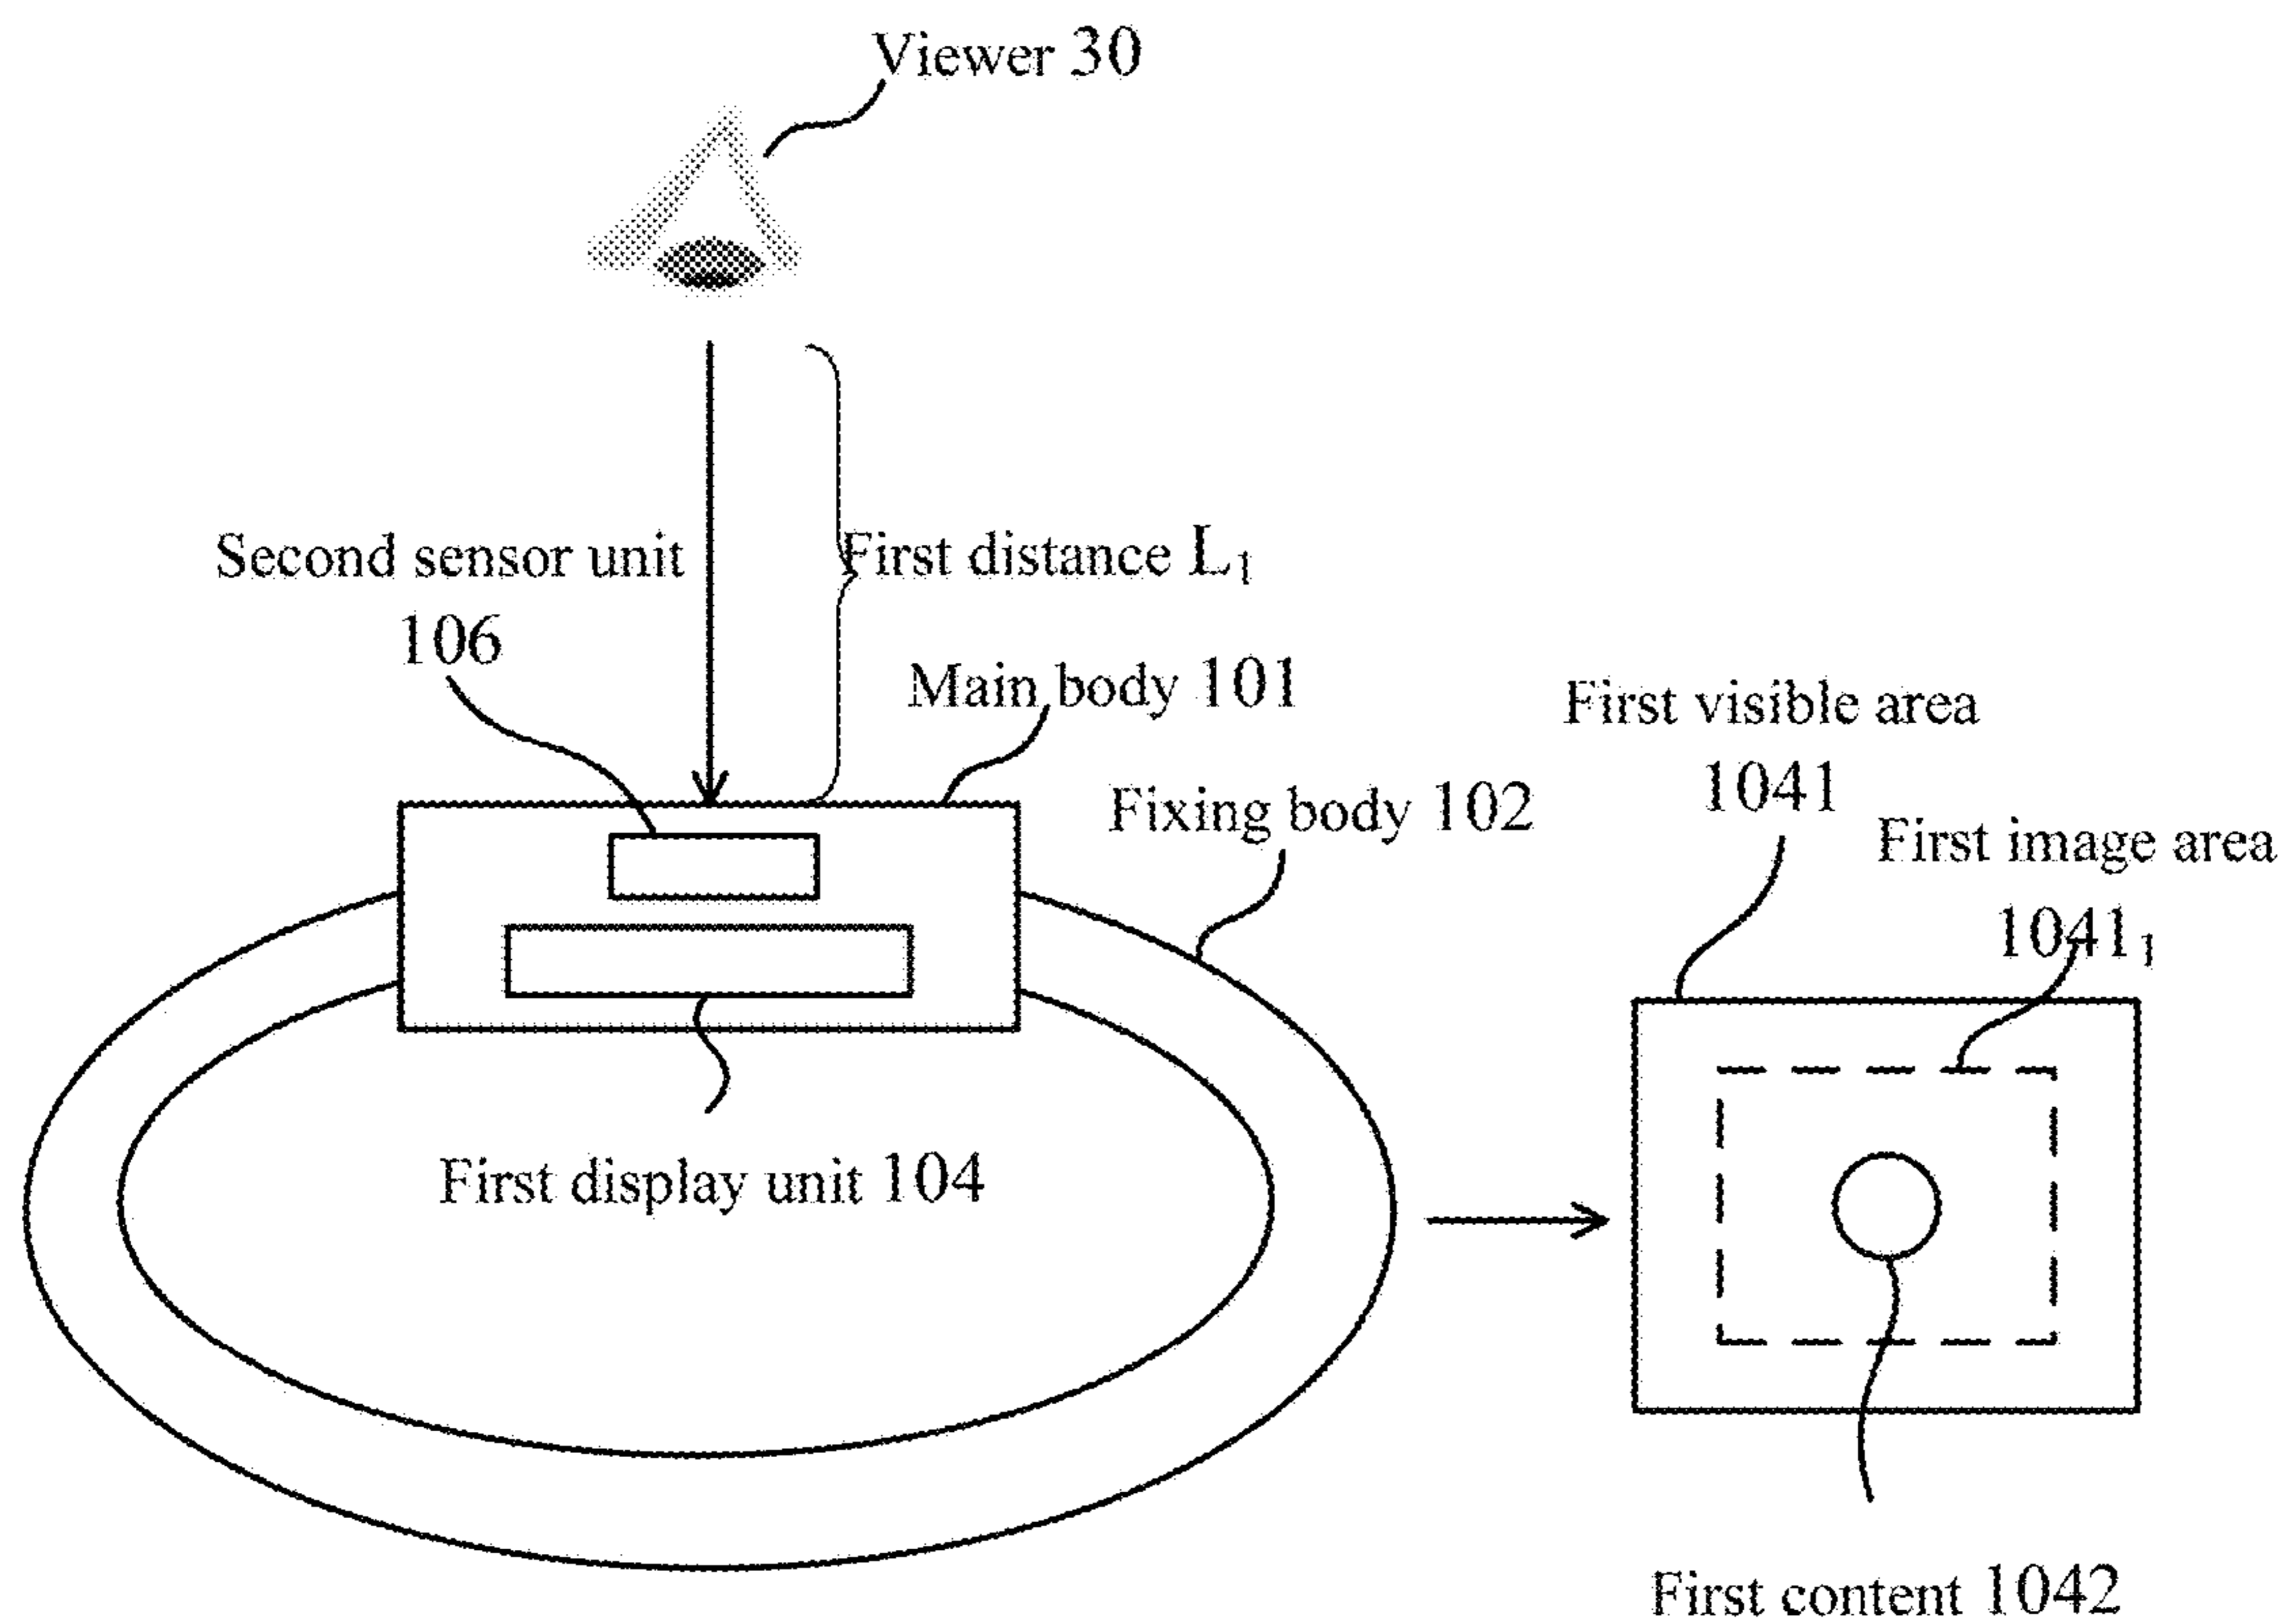 Viewer 30
Second sensor unit
106
First distance L₁
Main body 101
First visible area
1041
Fixing body 102
First image area
1041₁
First display unit 104
First content 1042